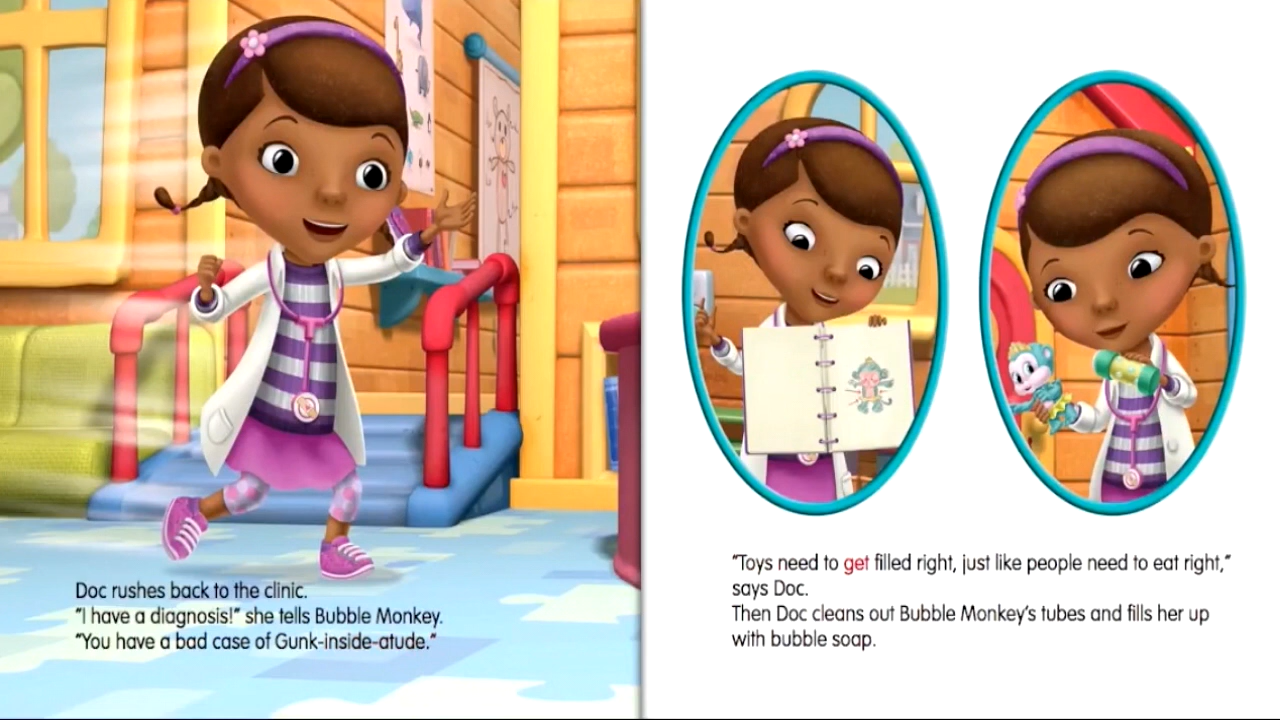 Doc rushes back to the clinic.
"I have a diagnosis!" she tells Bubble Monkey.
"You have a bad case of Gunk-inside-atude."
"Toys need to get filled right, just like people need to eat right,"
says Doc.
Then Doc cleans out Bubble Monkey's tubes and fills her up
with bubble soap.